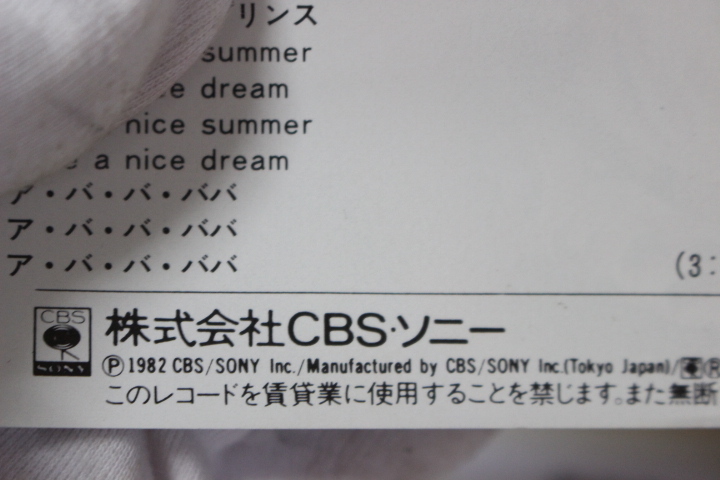 リンス
summer
e dream
nice summer
e a nice dream
ア・バ・バ・ババ
ア・バ・バ・ババ
ア・バ・バ・ババ
(3:
CBS
SONY
株式会社CBS・ソニー
Ⓟ1982 CBS/SONY Inc./Manufactured by CBS/SONY Inc.(Tokyo Japan)/
このレコードを賃貸業に使用することを禁じます。また無断